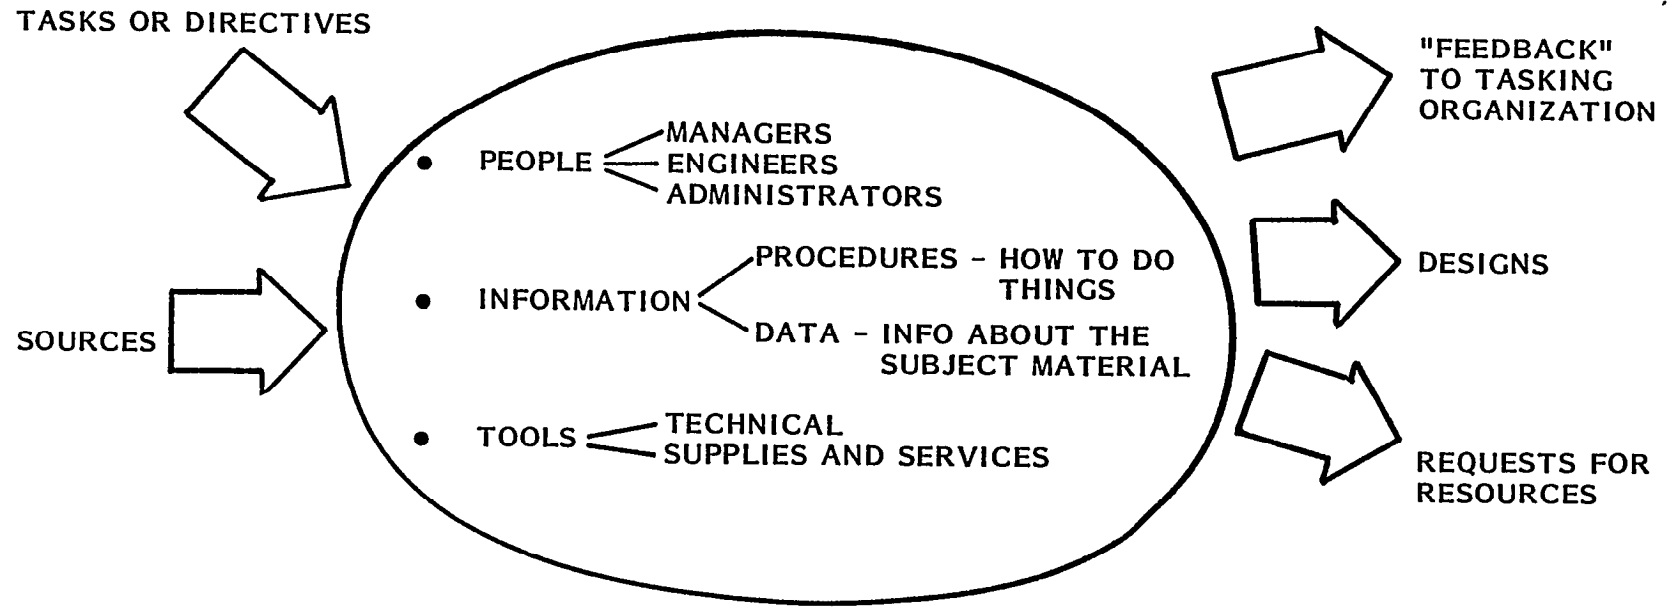 TASKS OR DIRECTIVES
SOURCES
• PEOPLE
MANAGERS
ENGINEERS
ADMINISTRATORS
• INFORMATION
PROCEDURES - HOW TO DO
THINGS
DATA - INFO ABOUT THE
SUBJECT MATERIAL
• TOOLS
TECHNICAL
SUPPLIES AND SERVICES
"FEEDBACK"
TO TASKING
ORGANIZATION
DESIGNS
REQUESTS FOR
RESOURCES